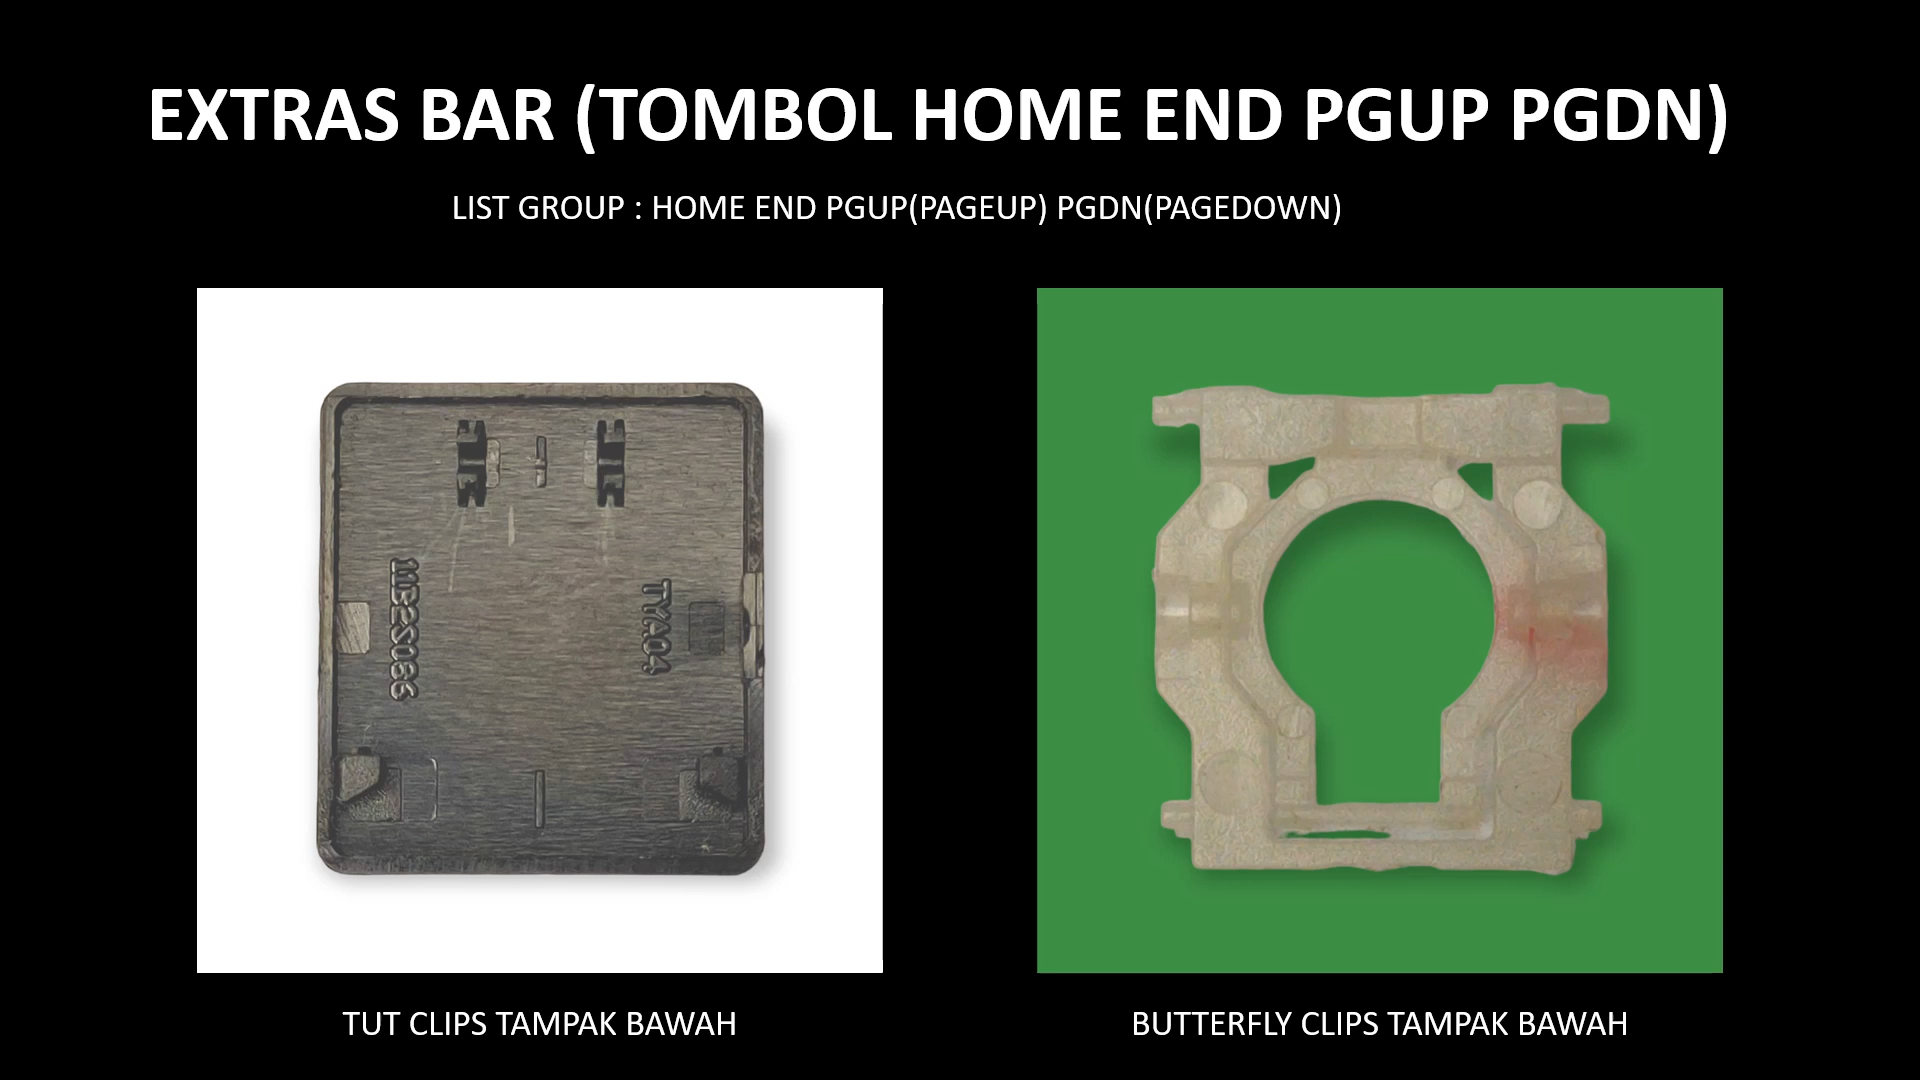 EXTRAS BAR (TOMBOL HOME END PGUP PGDN)
LIST GROUP : HOME END PGUP(PAGEUP) PGDN(PAGEDOWN)
TYA04
TUT CLIPS TAMPAK BAWAH
BUTTERFLY CLIPS TAMPAK BAWAH